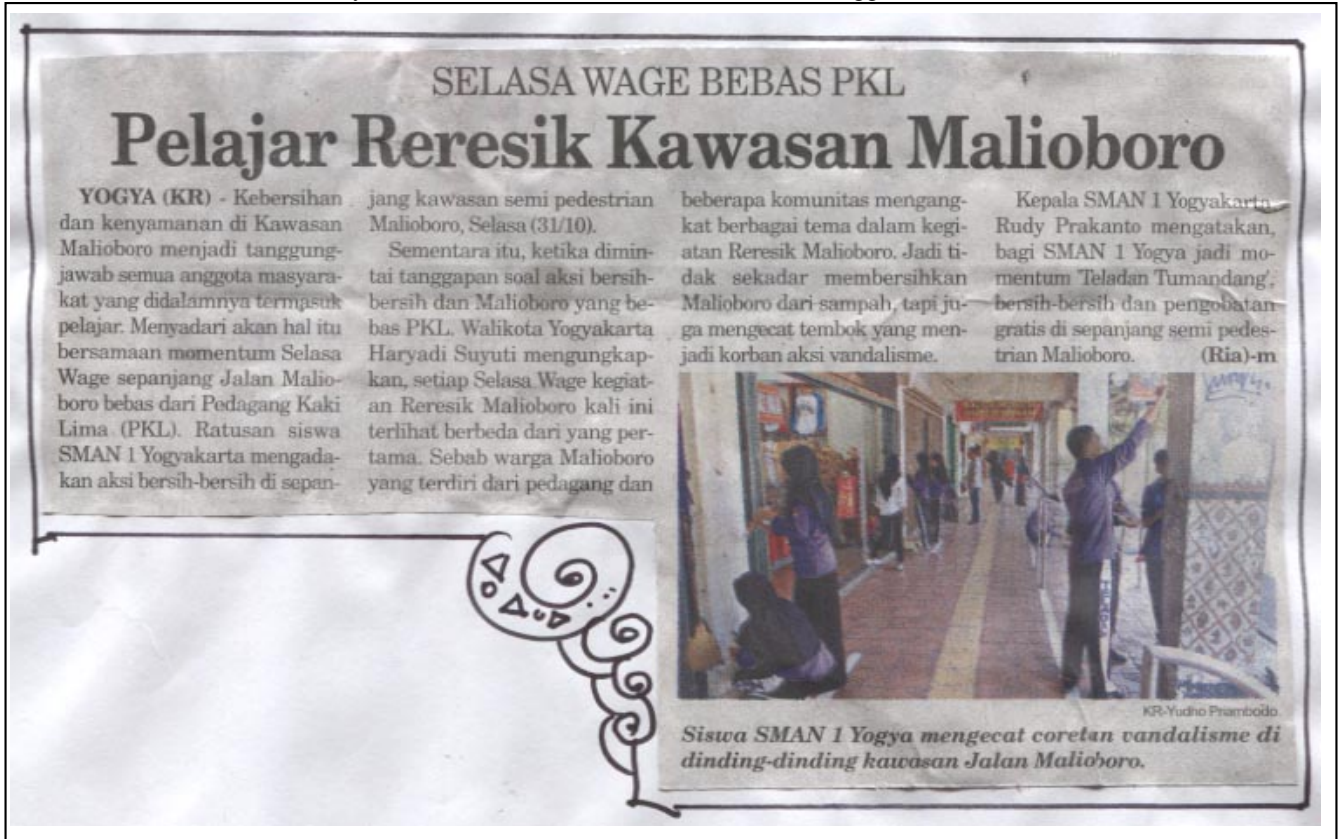 SELASA WAGE BEBAS PKL
Pelajar Reresik Kawasan Malioboro
YOGYA (KR) - Kebersihan
dan kenyamanan di Kawasan
Malioboro menjadi tanggung-
jawab semua anggota masyara-
kat yang didalamnya termasuk
pelajar. Menyadari akan hal itu
bersamaan momentum Selasa
Wage sepanjang Jalan Malio-
boro bebas dari Pedagang Kaki
Lima (PKL). Ratusan siswa
SMAN 1 Yogyakarta mengada-
kan aksi bersih-bersih di sepan-
jang kawasan semi pedestrian
Malioboro, Selasa (31/10).
Sementara itu, ketika dimin-
tai tanggapan soal aksi bersih-
bersih dan Malioboro yang be-
bas PKL. Walikota Yogyakarta
Haryadi Suyuti mengungkap-
kan, setiap Selasa Wage kegiat-
an Reresik Malioboro kali ini
terlihat berbeda dari yang per-
tama. Sebab warga Malioboro
yang terdiri dari pedagang dan
beberapa komunitas mengang-
kat berbagai tema dalam kegi-
atan Reresik Malioboro. Jadi ti-
dak sekadar membersihkan
Malioboro dari sampah, tapi ju-
ga mengecat tembok yang men-
jadi korban aksi vandalisme.
Kepala SMAN 1 Yogyakarta
Rudy Prakanto mengatakan,
bagi SMAN 1 Yogya jadi mo-
mentum 'Teladan Tumandang',
bersih-bersih dan pengobatan
gratis di sepanjang semi pedes-
trian Malioboro. (Ria)-m
KR-Yudho Priambodo
Siswa SMAN 1 Yogya mengecat coretan vandalisme di
dinding-dinding kawasan Jalan Malioboro.